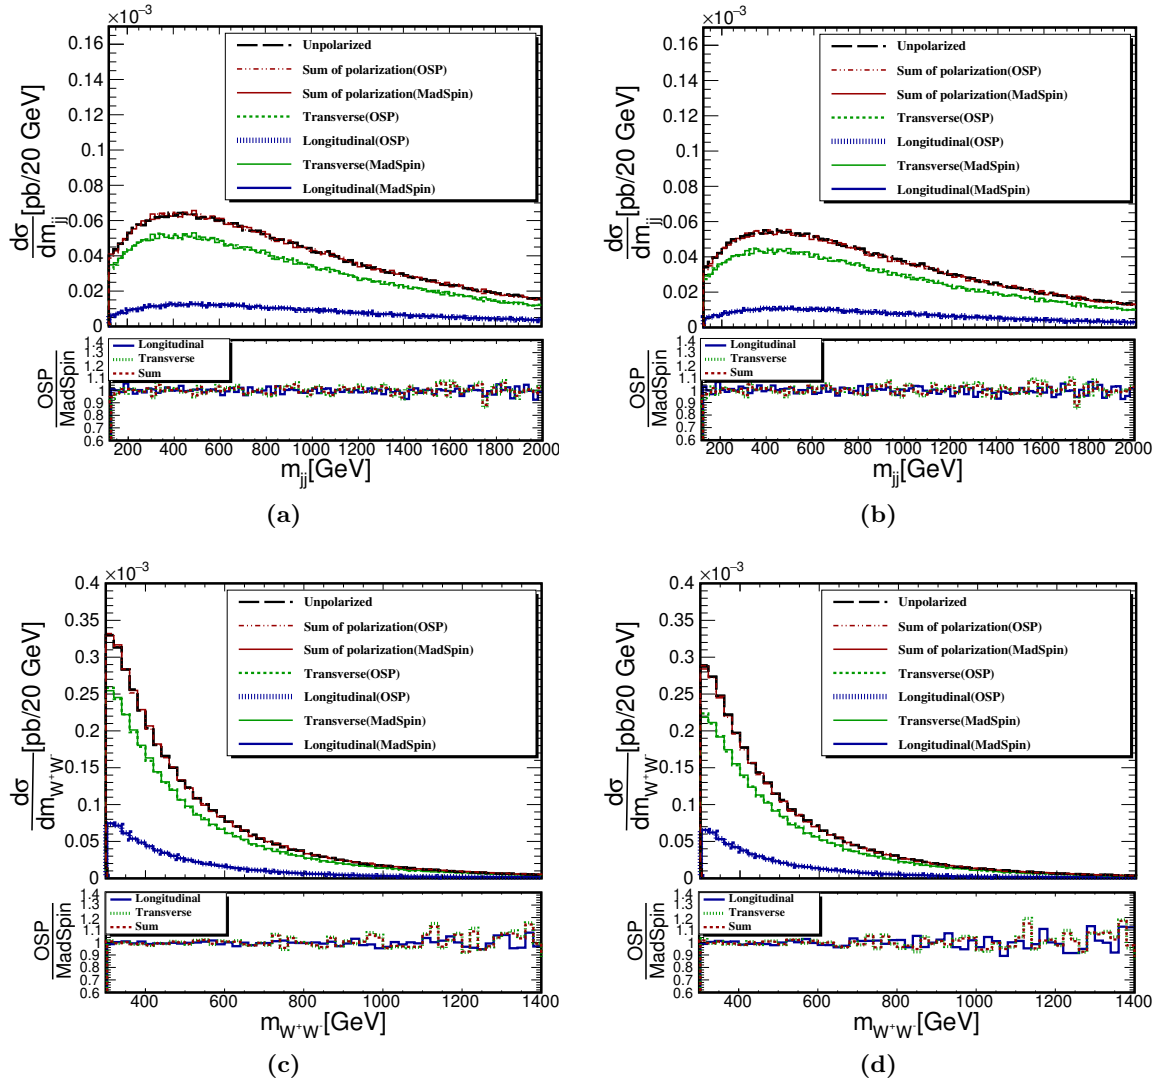 ×10⁻³
dσ/dm_jj [pb/20 GeV]
0.16
0.14
0.12
0.1
0.08
0.06
0.04
0.02
0
Unpolarized
Sum of polarization(OSP)
Sum of polarization(MadSpin)
Transverse(OSP)
Longitudinal(OSP)
Transverse(MadSpin)
Longitudinal(MadSpin)
OSP/MadSpin
1.4
1.3
1.2
1.1
1
0.9
0.8
0.7
0.6
Longitudinal
Transverse
Sum
200 400 600 800 1000 1200 1400 1600 1800 2000
m_jj[GeV]
(a)
×10⁻³
dσ/dm_jj [pb/20 GeV]
0.16
0.14
0.12
0.1
0.08
0.06
0.04
0.02
0
Unpolarized
Sum of polarization(OSP)
Sum of polarization(MadSpin)
Transverse(OSP)
Longitudinal(OSP)
Transverse(MadSpin)
Longitudinal(MadSpin)
OSP/MadSpin
1.4
1.3
1.2
1.1
1
0.9
0.8
0.7
0.6
Longitudinal
Transverse
Sum
200 400 600 800 1000 1200 1400 1600 1800 2000
m_jj[GeV]
(b)
×10⁻³
dσ/dm_W⁺W⁻ [pb/20 GeV]
0.4
0.35
0.3
0.25
0.2
0.15
0.1
0.05
0
Unpolarized
Sum of polarization(OSP)
Sum of polarization(MadSpin)
Transverse(OSP)
Longitudinal(OSP)
Transverse(MadSpin)
Longitudinal(MadSpin)
OSP/MadSpin
1.4
1.3
1.2
1.1
1
0.9
0.8
0.7
0.6
Longitudinal
Transverse
Sum
400 600 800 1000 1200 1400
m_W⁺W⁻[GeV]
(c)
×10⁻³
dσ/dm_W⁺W⁻ [pb/20 GeV]
0.4
0.35
0.3
0.25
0.2
0.15
0.1
0.05
0
Unpolarized
Sum of polarization(OSP)
Sum of polarization(MadSpin)
Transverse(OSP)
Longitudinal(OSP)
Transverse(MadSpin)
Longitudinal(MadSpin)
OSP/MadSpin
1.4
1.3
1.2
1.1
1
0.9
0.8
0.7
0.6
Longitudinal
Transverse
Sum
400 600 800 1000 1200 1400
m_W⁺W⁻[GeV]
(d)